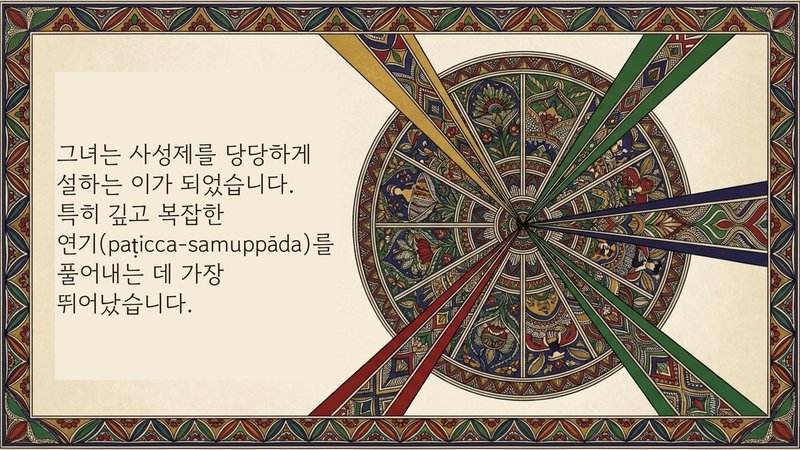 그녀는 사성제를 당당하게
설하는 이가 되었습니다.
특히 깊고 복잡한
연기(paṭicca-samuppāda)를
풀어내는 데 가장
뛰어났습니다.